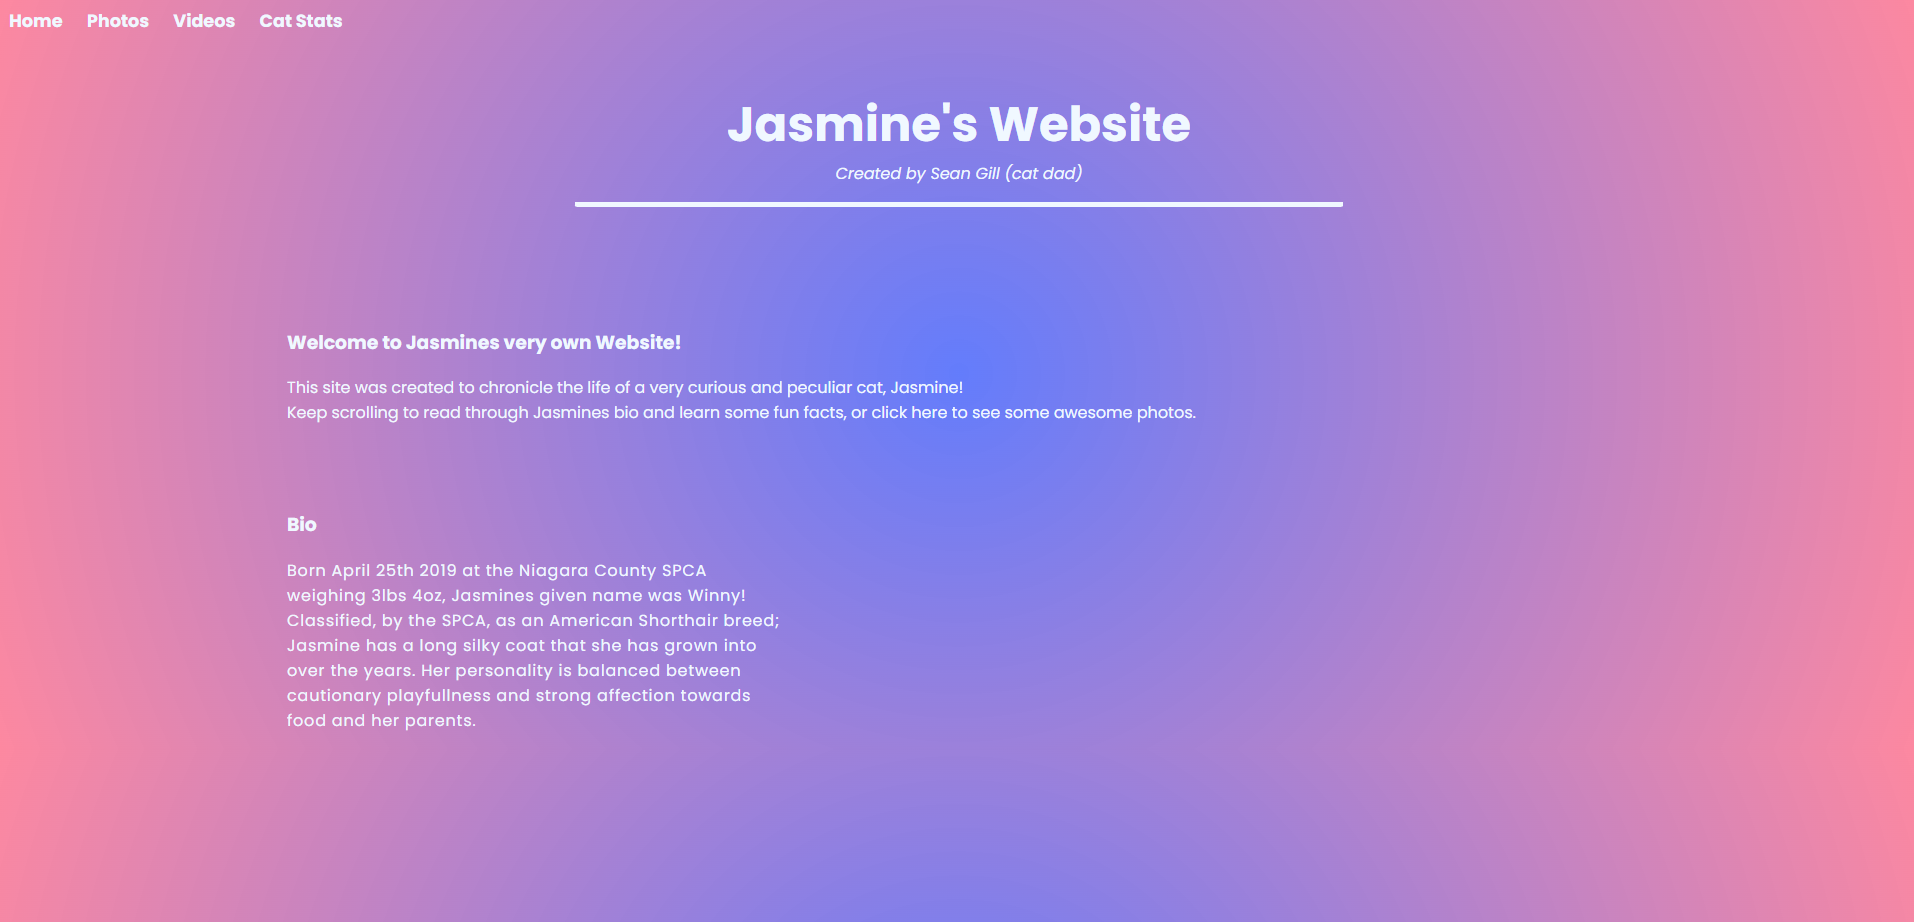 Home Photos Videos Cat Stats
Jasmine's Website
Created by Sean Gill (cat dad)
Welcome to Jasmines very own Website!
This site was created to chronicle the life of a very curious and peculiar cat, Jasmine!
Keep scrolling to read through Jasmines bio and learn some fun facts, or click here to see some awesome photos.
Bio
Born April 25th 2019 at the Niagara County SPCA
weighing 3lbs 4oz, Jasmines given name was Winny!
Classified, by the SPCA, as an American Shorthair breed;
Jasmine has a long silky coat that she has grown into
over the years. Her personality is balanced between
cautionary playfullness and strong affection towards
food and her parents.